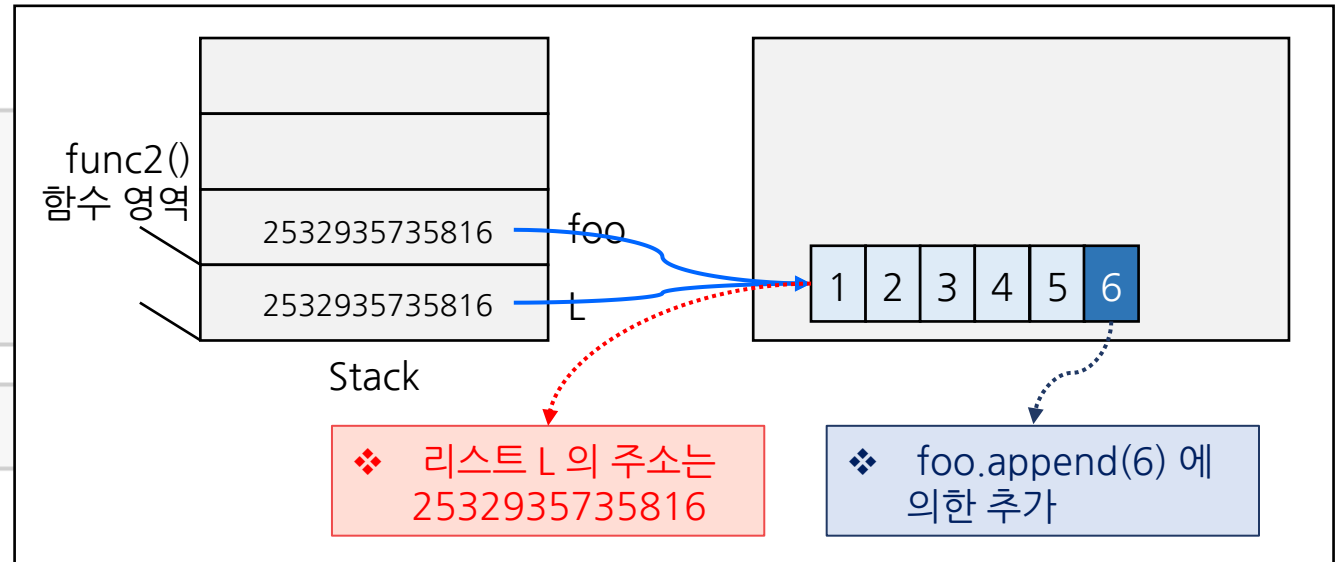 func2()
함수 영역
2532935735816
foo
2532935735816
L
1 2 3 4 5 6
Stack
❖ 리스트 L 의 주소는
2532935735816
❖ foo.append(6) 에
의한 추가